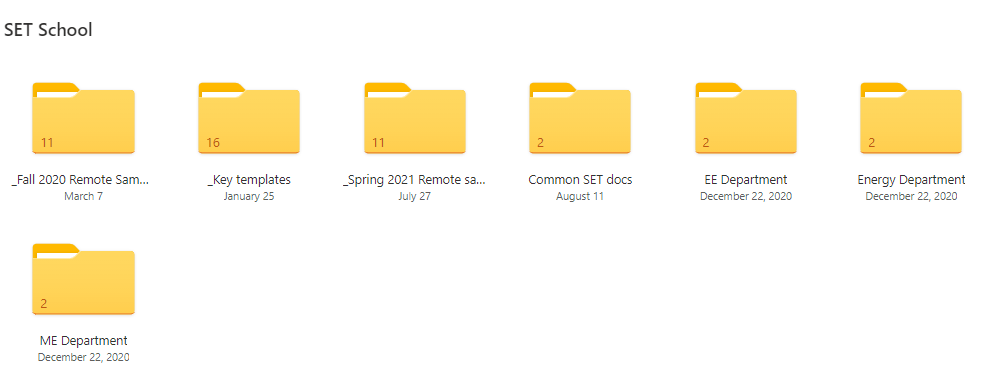 SET School
11
16
11
2
2
2
_Fall 2020 Remote Sam...
_Key templates
_Spring 2021 Remote sa...
Common SET docs
EE Department
Energy Department
March 7
January 25
July 27
August 11
December 22, 2020
December 22, 2020
2
ME Department
December 22, 2020